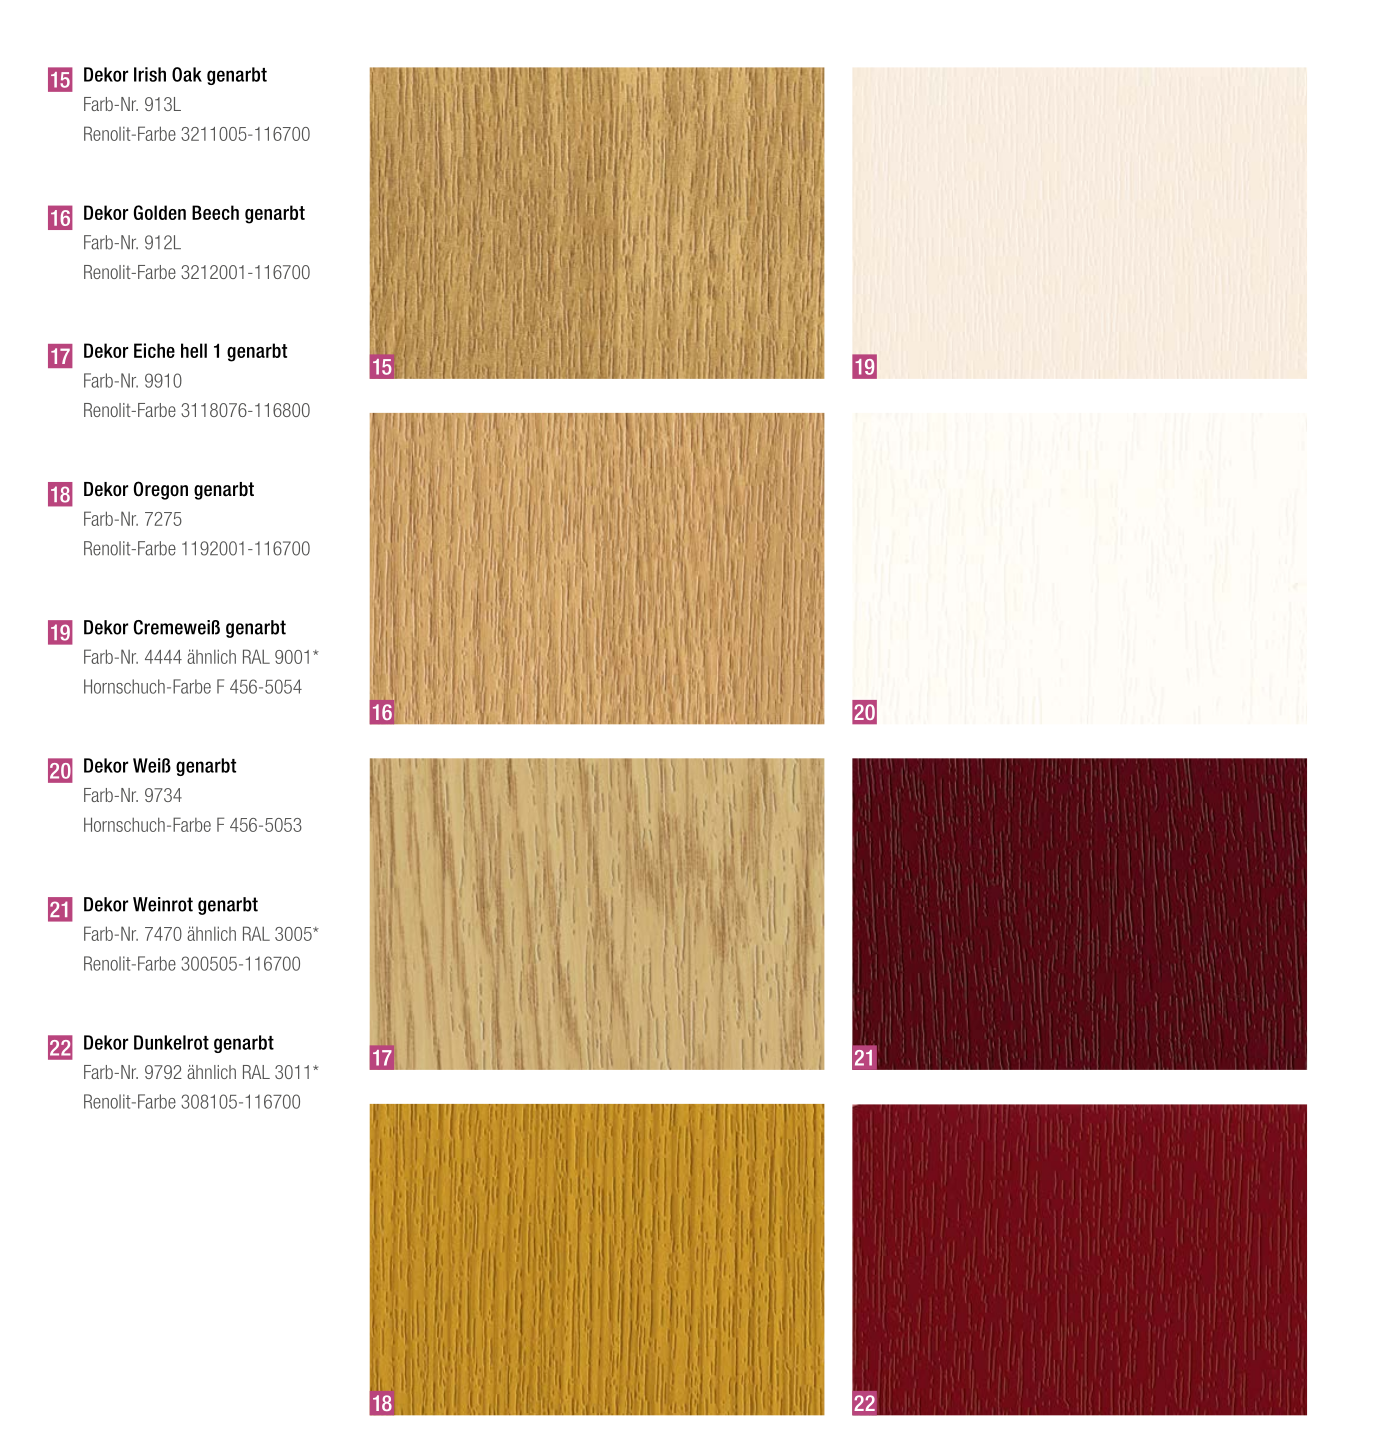 15 Dekor Irish Oak genarbt
Farb-Nr. 913L
Renolit-Farbe 3211005-116700
16 Dekor Golden Beech genarbt
Farb-Nr. 912L
Renolit-Farbe 3212001-116700
17 Dekor Eiche hell 1 genarbt
Farb-Nr. 9910
Renolit-Farbe 3118076-116800
18 Dekor Oregon genarbt
Farb-Nr. 7275
Renolit-Farbe 1192001-116700
19 Dekor Cremeweiß genarbt
Farb-Nr. 4444 ähnlich RAL 9001*
Hornschuch-Farbe F 456-5054
20 Dekor Weiß genarbt
Farb-Nr. 9734
Hornschuch-Farbe F 456-5053
21 Dekor Weinrot genarbt
Farb-Nr. 7470 ähnlich RAL 3005*
Renolit-Farbe 300505-116700
22 Dekor Dunkelrot genarbt
Farb-Nr. 9792 ähnlich RAL 3011*
Renolit-Farbe 308105-116700
15
19
16
20
17
21
18
22